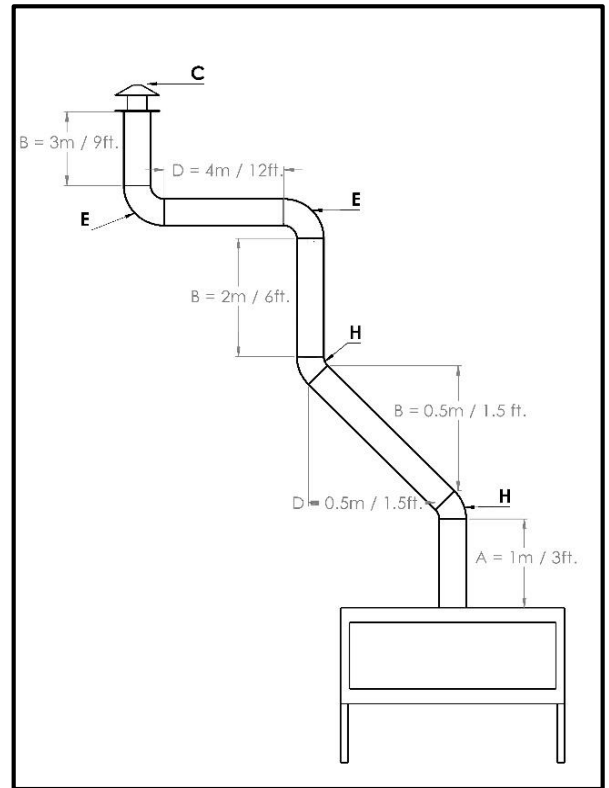 C
B = 3m / 9ft.
D = 4m / 12ft.
E
E
B = 2m / 6ft.
H
B = 0.5m / 1.5 ft.
D = 0.5m / 1.5ft.
H
A = 1m / 3ft.